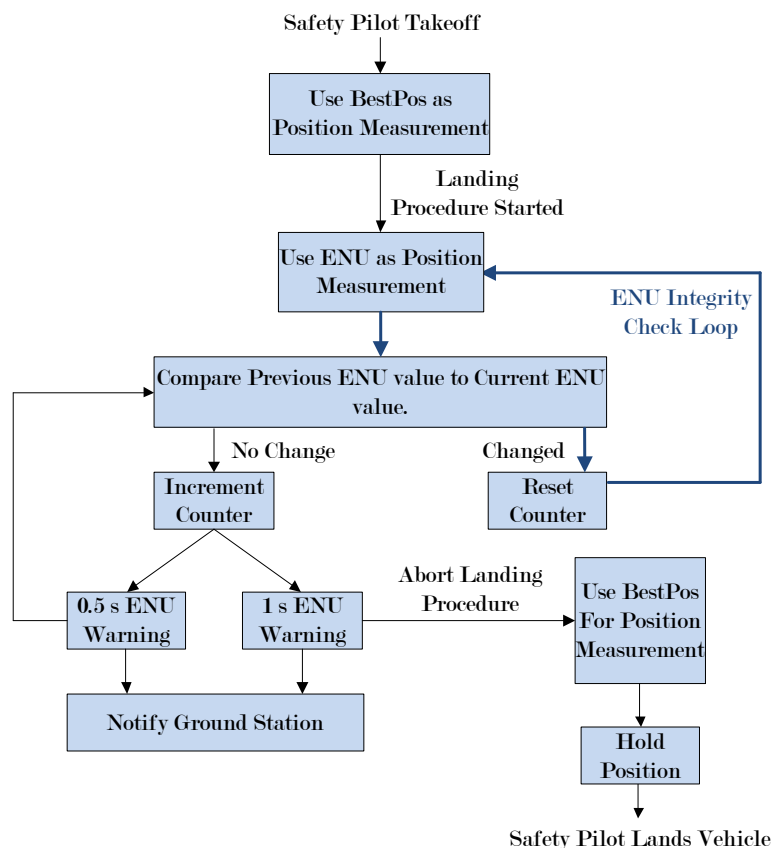 Safety Pilot Takeoff
Use BestPos as
Position Measurement
Landing
Procedure Started
Use ENU as Position
Measurement
ENU Integrity
Check Loop
Compare Previous ENU value to Current ENU
value.
No Change
Changed
Increment
Counter
Reset
Counter
0.5 s ENU
Warning
1 s ENU
Warning
Abort Landing
Procedure
Use BestPos
For Position
Measurement
Notify Ground Station
Hold
Position
Safety Pilot Lands Vehicle